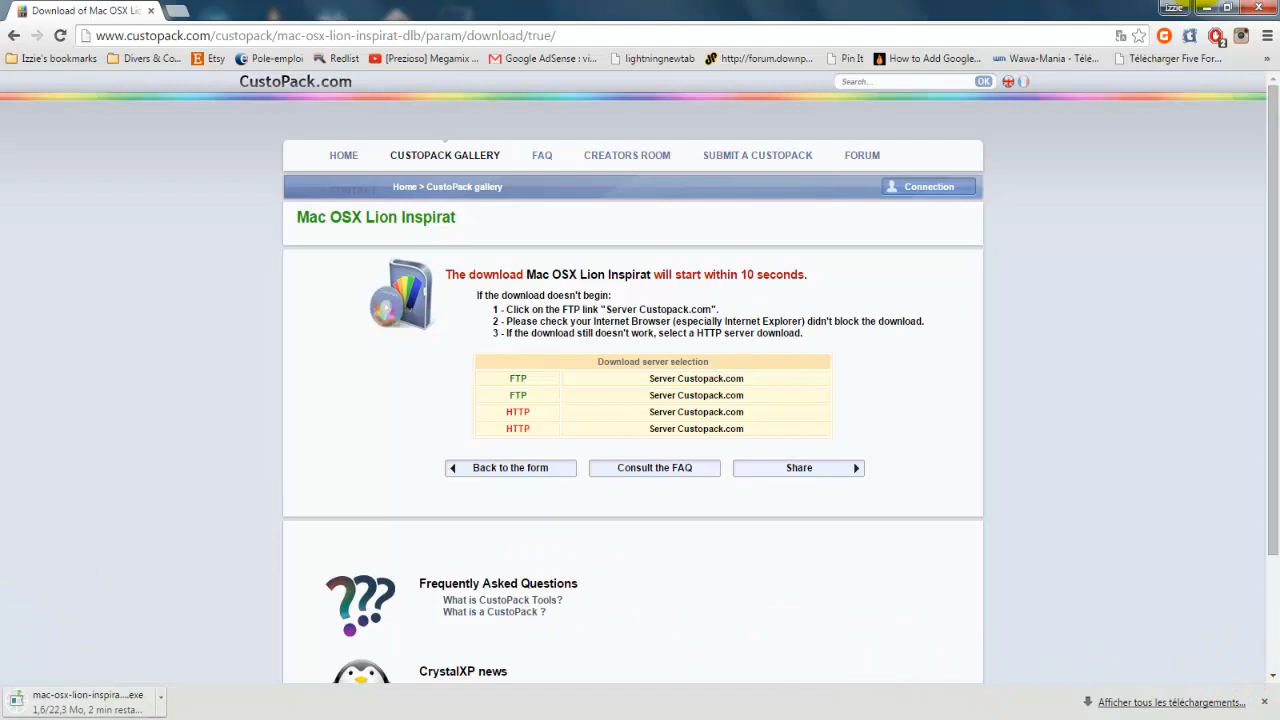 Download of Mac OSX Lio
izzie
www.custopack.com/custopack/mac-osx-lion-inspirat-dlb/param/download/true/
Izzie's bookmarks
Divers & Co...
Etsy
Pole-emploi
Redlist
[Prezioso] Megamix ...
Google AdSense : vi...
lightningnewtab
http://forum.downp...
Pin It
How to Add Google...
Wawa-Mania - Télé...
Télécharger Five For...
CustoPack.com
Search...
OK
HOME
CUSTOPACK GALLERY
FAQ
CREATORS ROOM
SUBMIT A CUSTOPACK
FORUM
CONTACT
Home > CustoPack gallery
Connection
Mac OSX Lion Inspirat
The download Mac OSX Lion Inspirat will start within 10 seconds.
If the download doesn't begin:
1 - Click on the FTP link "Server Custopack.com".
2 - Please check your Internet Browser (especially Internet Explorer) didn't block the download.
3 - If the download still doesn't work, select a HTTP server download.
Download server selection
FTP Server Custopack.com
FTP Server Custopack.com
HTTP Server Custopack.com
HTTP Server Custopack.com
Back to the form
Consult the FAQ
Share
Frequently Asked Questions
What is CustoPack Tools?
What is a CustoPack ?
CrystalXP news
mac-osx-lion-inspira....exe
1,6/22,3 Mo, 2 min resta...
Afficher tous les téléchargements...